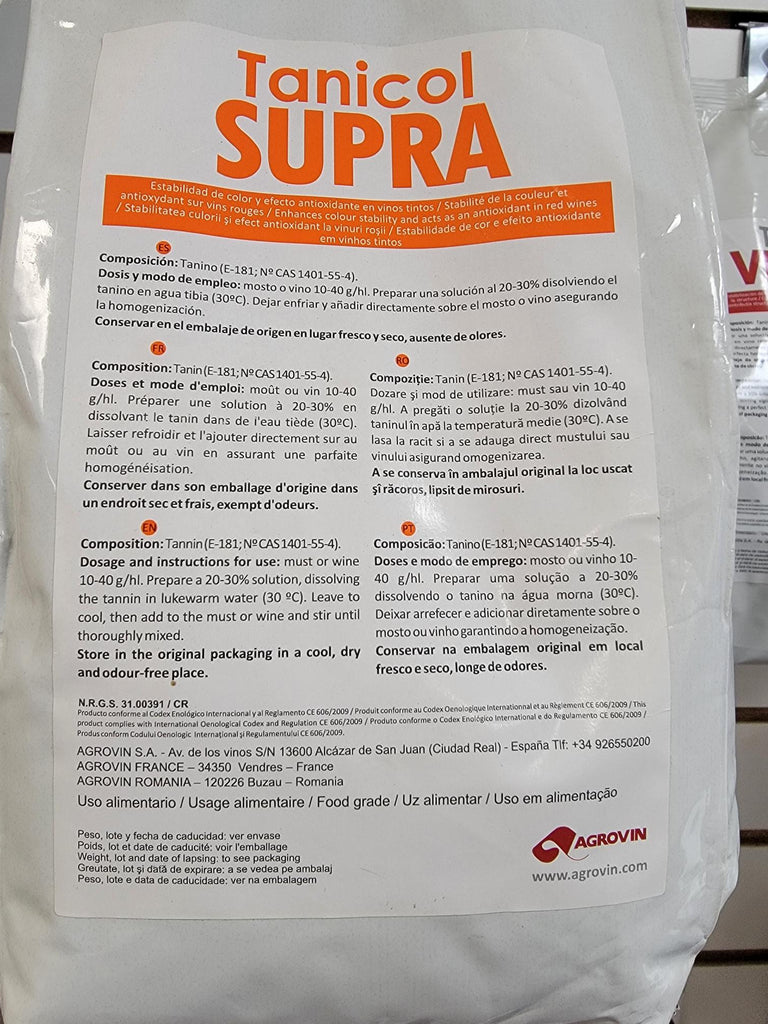 Tanicol
SUPRA
Estabilidad de color y efecto antioxidante en vinos tintos / Stabilité de la couleur et
antioxydant sur vins rouges / Enhances colour stability and acts as an antioxidant in red wines
/ Stabilitatea culorii şi efect antioxidant la vinuri roşii / Estabilidade de cor e efeito antioxidante
em vinhos tintos
ES
Composición: Tanino (E-181; Nº CAS 1401-55-4).
Dosis y modo de empleo: mosto o vino 10-40 g/hl. Preparar una solución al 20-30% disolviendo el
tanino en agua tibia (30ºC). Dejar enfriar y añadir directamente sobre el mosto o vino asegurando
la homogenización.
Conservar en el embalaje de origen en lugar fresco y seco, ausente de olores.
FR
Composition: Tanin (E-181; Nº CAS 1401-55-4).
Doses et mode d'emploi: moût ou vin 10-40
g/hl. Préparer une solution à 20-30% en
dissolvant le tanin dans de i'eau tiède (30ºC).
Laisser refroidir et l'ajouter directement sur au
moût ou au vin en assurant une parfaite
homogénéisation.
Conserver dans son emballage d'origine dans
un endroit sec et frais, exempt d'odeurs.
RO
Compoziţie: Tanin (E-181; Nº CAS 1401-55-4).
Dozare şi mod de utilizare: must sau vin 10-40
g/hl. A pregăti o soluţie la 20-30% dizolvând
taninul în apă la temperatură medie (30ºC). A se
lasa la racit si a se adauga direct mustului sau
vinului asigurand omogenizarea.
A se conserva în ambalajul original la loc uscat
şi răcoros, lipsit de mirosuri.
EN
Composition: Tannin (E-181; Nº CAS 1401-55-4).
Dosage and instructions for use: must or wine
10-40 g/hl. Prepare a 20-30% solution, dissolving
the tannin in lukewarm water (30 ºC). Leave to
cool, then add to the must or wine and stir until
thoroughly mixed.
Store in the original packaging in a cool, dry
and odour-free place.
PT
Composicão: Tanino (E-181; Nº CAS 1401-55-4).
Doses e modo de emprego: mosto ou vinho 10-
40 g/hl. Preparar uma solução a 20-30%
dissolvendo o tanino na água morna (30ºC).
Deixar arrefecer e adicionar diretamente sobre o
mosto ou vinho garantindo a homogeneização.
Conservar na embalagem original em local
fresco e seco, longe de odores.
N.R.G.S. 31.00391 / CR
Producto conforme al Codex Enológico Internacional y al Reglamento CE 606/2009 / Produit conforme au Codex Oenologique Internationnal et au Règlement CE 606/2009 / This
product complies with International Oenological Codex and Regulation CE 606/2009 / Produto conforme o Codex Enológico International e do Regulamento CE 606/2009 /
Produs conform Codului Oenologic Internaţional şi Regulamentului CE 606/2009.
AGROVIN S.A. - Av. de los vinos S/N 13600 Alcázar de San Juan (Ciudad Real) - España Tlf: +34 926550200
AGROVIN FRANCE – 34350 Vendres – France
AGROVIN ROMANIA – 120226 Buzau – Romania
Uso alimentario / Usage alimentaire / Food grade / Uz alimentar / Uso em alimentação
Peso, lote y fecha de caducidad: ver envase
Poids, lot et date de caducité: voir l'emballage
Weight, lot and date of lapsing: to see packaging
Greutate, lot şi dată de expirare: a se vedea pe ambalaj
Peso, lote e data de caducidade: ver na embalagem
AGROVIN
www.agrovin.com